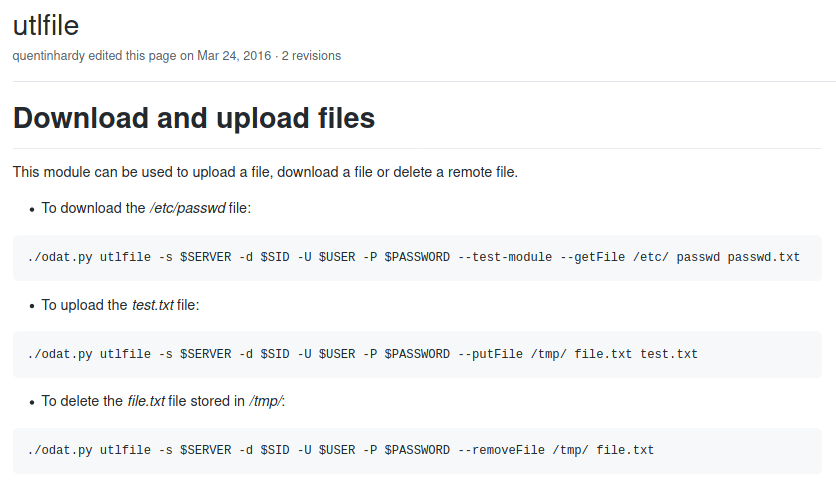 utlfile
quentinhardy edited this page on Mar 24, 2016 · 2 revisions
Download and upload files
This module can be used to upload a file, download a file or delete a remote file.
• To download the /etc/passwd file:
./odat.py utlfile -s $SERVER -d $SID -U $USER -P $PASSWORD --test-module --getFile /etc/ passwd passwd.txt
• To upload the test.txt file:
./odat.py utlfile -s $SERVER -d $SID -U $USER -P $PASSWORD --putFile /tmp/ file.txt test.txt
• To delete the file.txt file stored in /tmp/:
./odat.py utlfile -s $SERVER -d $SID -U $USER -P $PASSWORD --removeFile /tmp/ file.txt